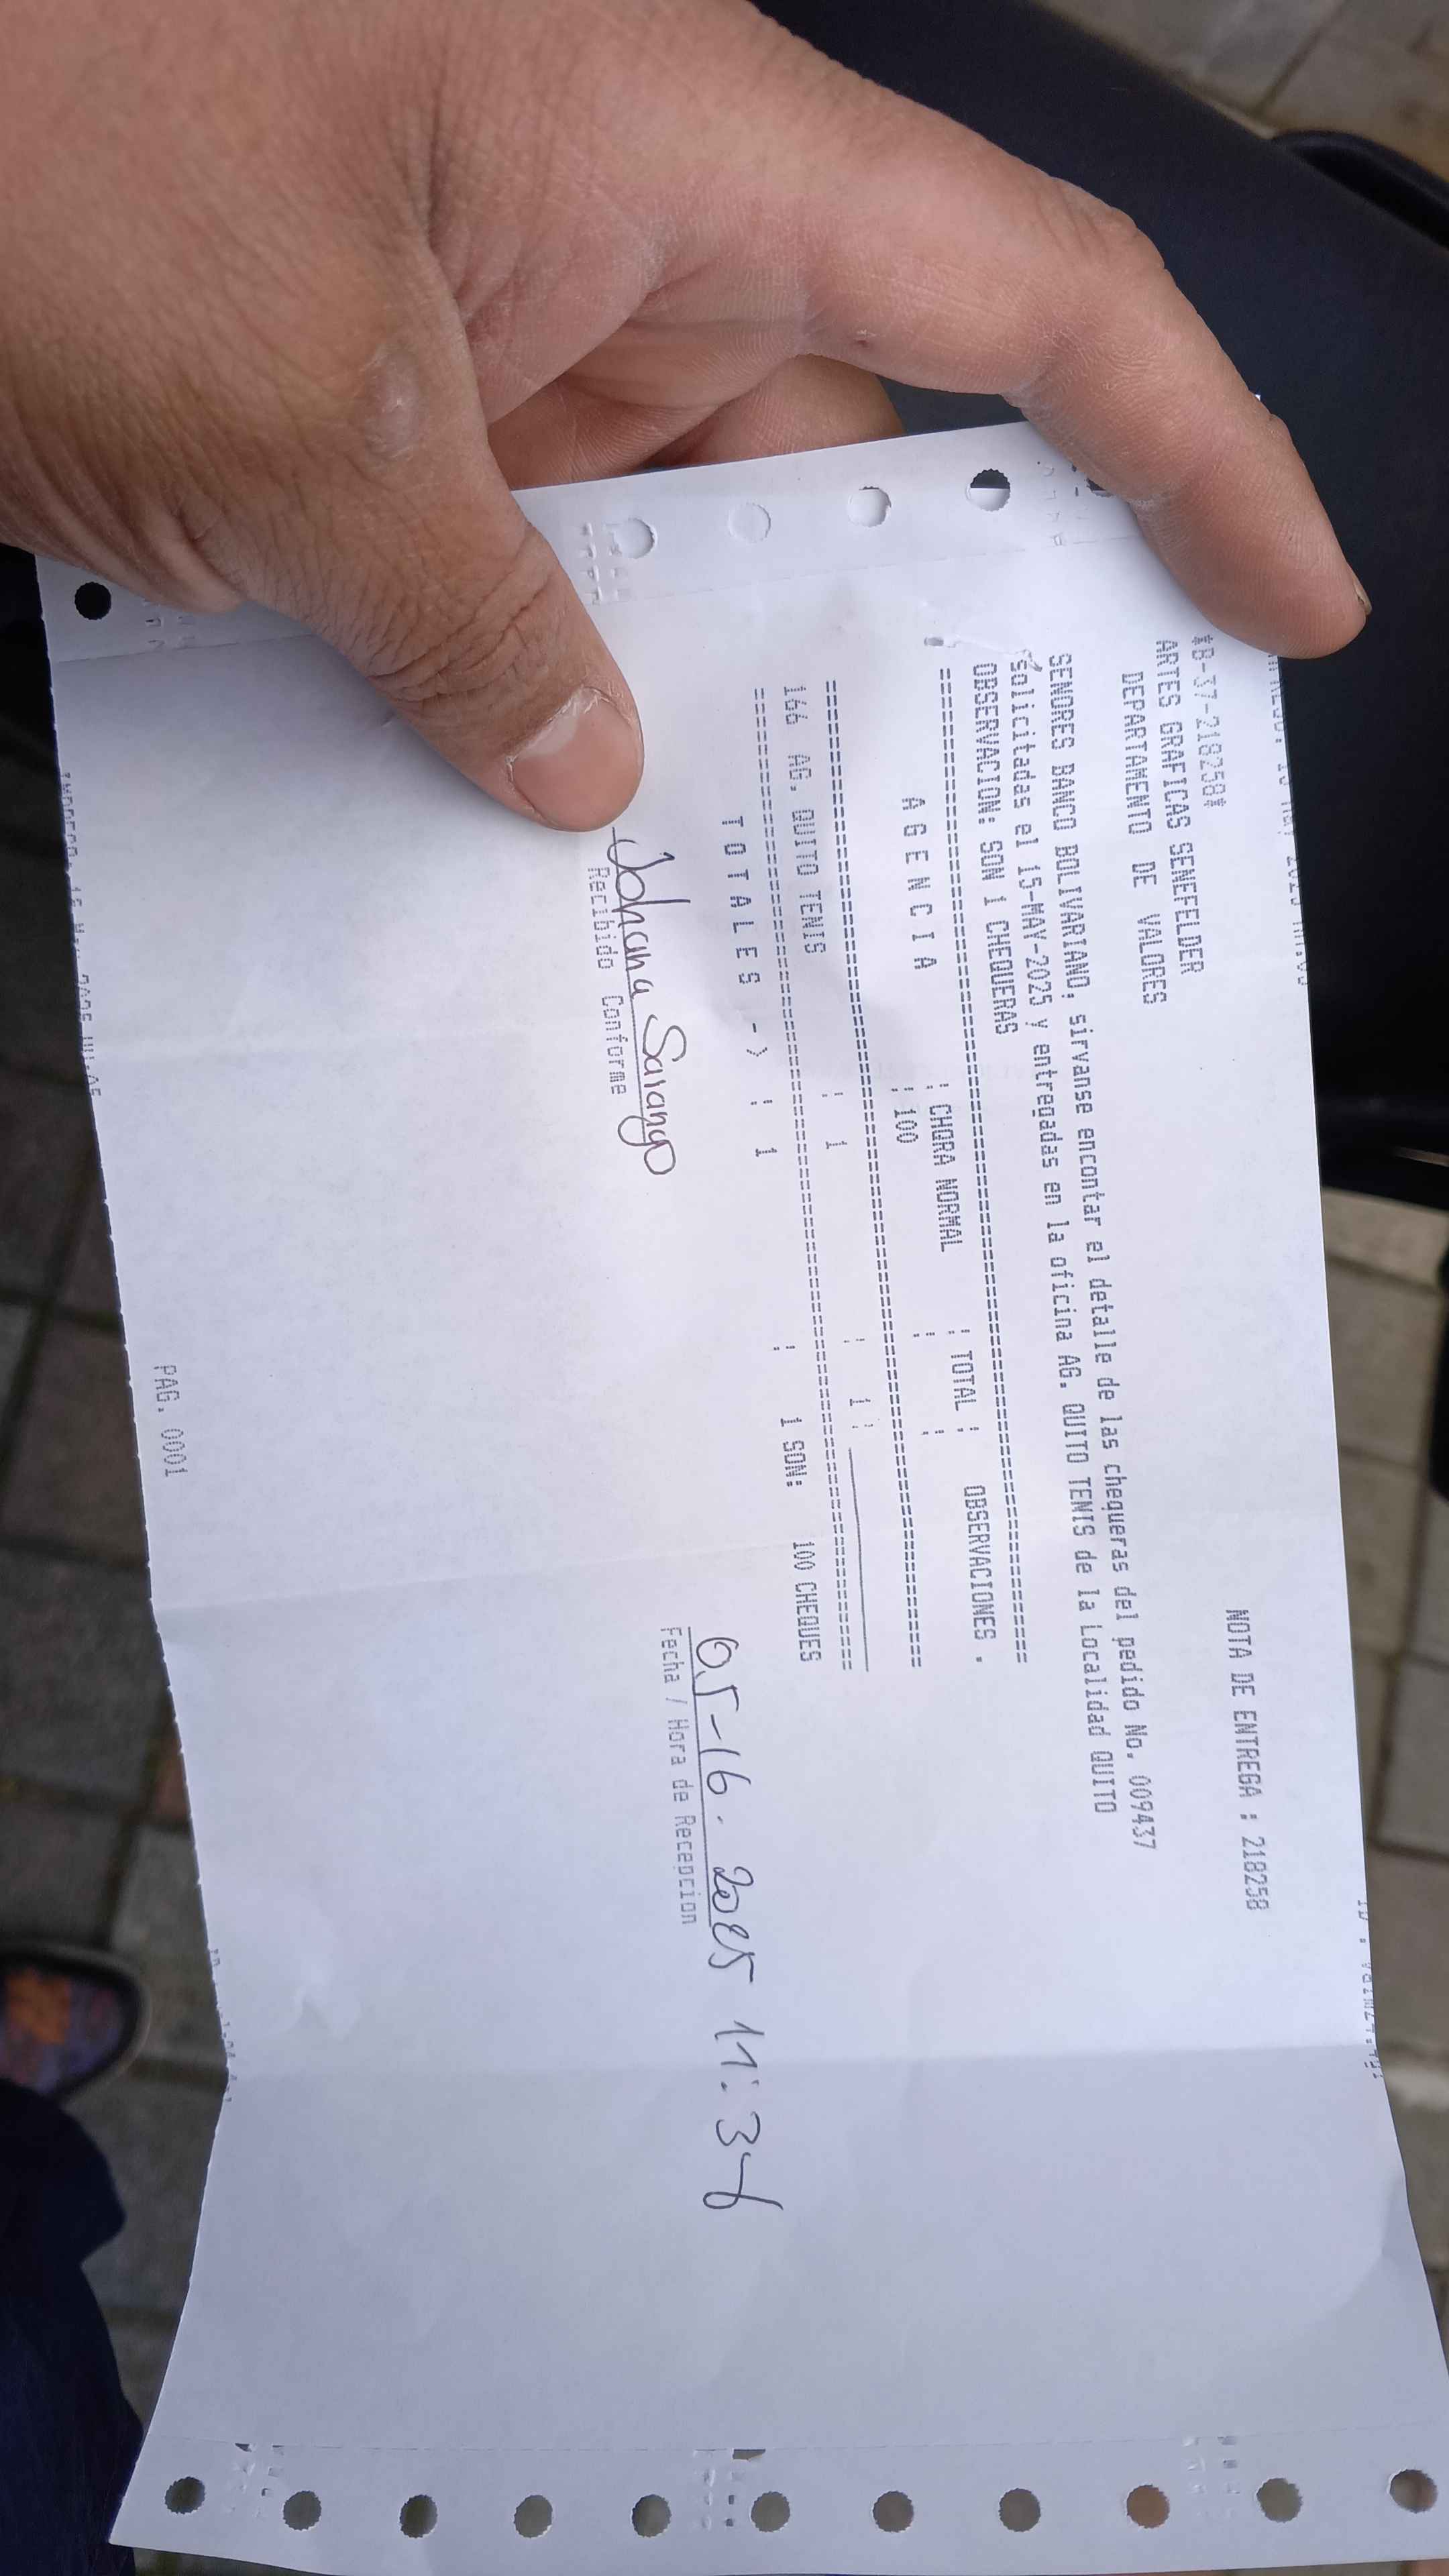 *B-37-218258*
ARTES GRAFICAS SENEFELDER
DEPARTAMENTO DE VALORES
NOTA DE ENTREGA : 218258
SENORES BANCO BOLIVARIANO; sirvanse encontar el detalle de las chequeras del pedido No. 009437
solicitadas el 15-MAY-2025 y entregadas en la oficina AG. QUITO TENIS de la Localidad QUITO
OBSERVACION: SON 1 CHEQUERAS
A G E N C I A : CHQRA NORMAL : TOTAL : OBSERVACIONES .
: 100 : :
166 AG. QUITO TENIS : 1 : 1 :
T O T A L E S - > : 1 : 1 SON: 100 CHEQUES
Johana Sarango 05-16-2025 11:36
Recibido Conforme Fecha / Hora de Recepcion
PAG. 0001